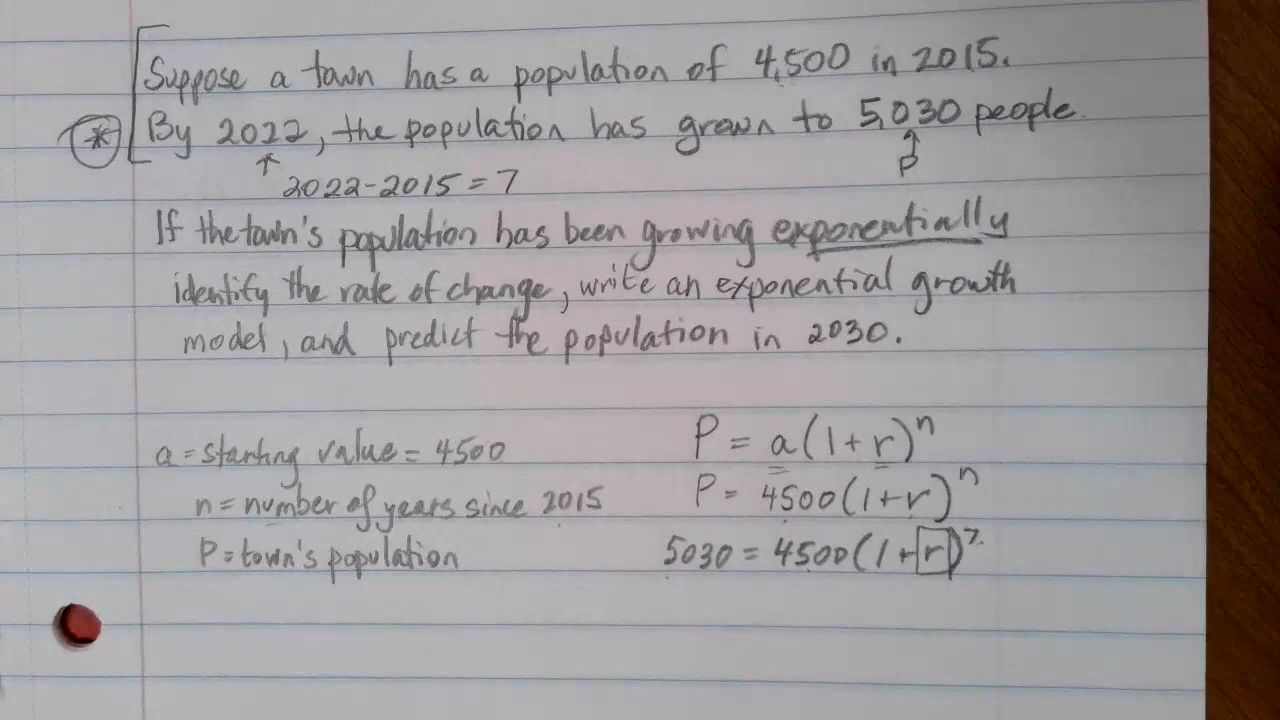 Suppose a town has a population of 4,500 in 2015.
* By 2022, the population has grown to 5,030 people.
↑ ↑
2022-2015=7 P
If the town's population has been growing exponentially
identify the rate of change, write an exponential growth
model, and predict the population in 2030.
a = starting value = 4500
n = number of years since 2015
P = town's population
P = a(1+r)ⁿ
P = 4500(1+r)ⁿ
5030 = 4500(1+r)⁷